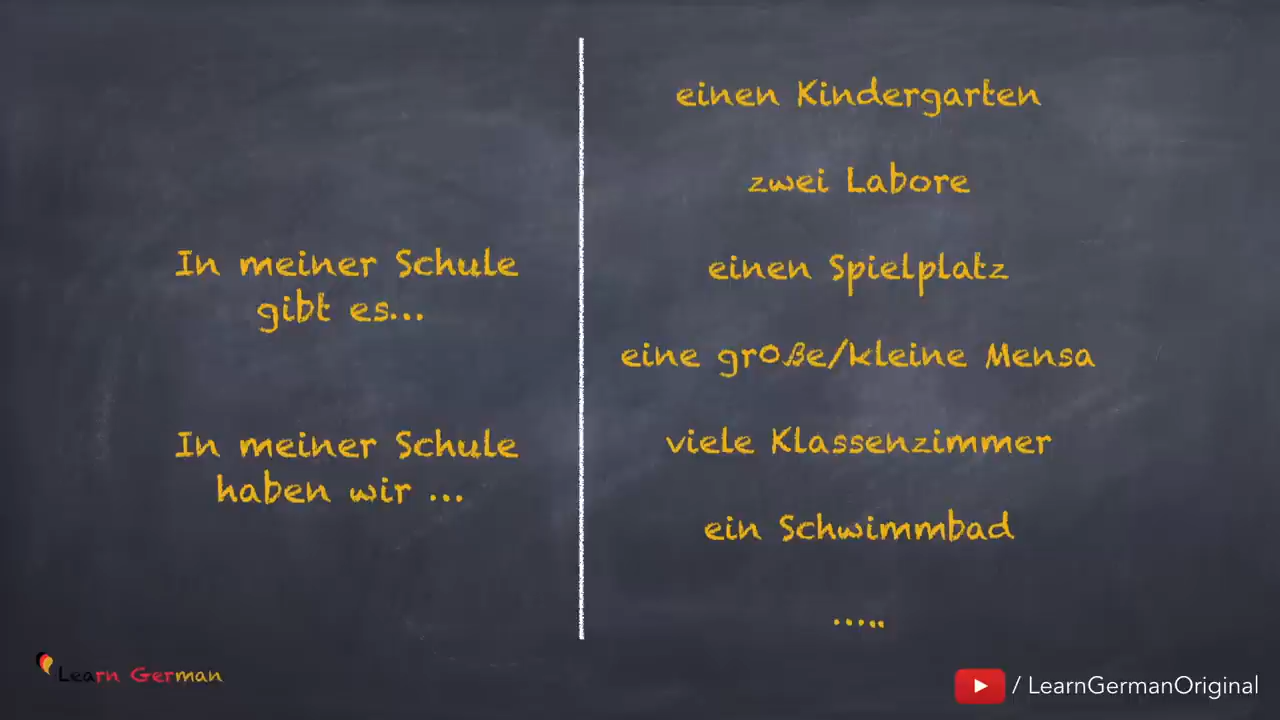 In meiner Schule
gibt es...
In meiner Schule
haben wir ...
einen Kindergarten
zwei Labore
einen Spielplatz
eine große/kleine Mensa
viele Klassenzimmer
ein Schwimmbad
.....
Learn German
/ LearnGermanOriginal